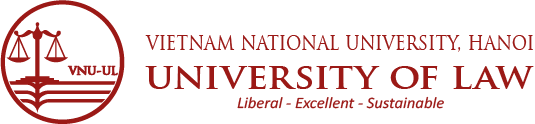 VNU-UL
VIETNAM NATIONAL UNIVERSITY, HANOI
UNIVERSITY OF LAW
Liberal - Excellent - Sustainable